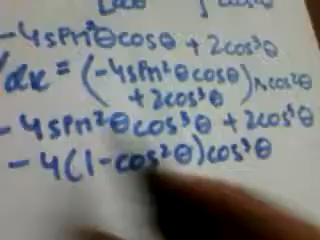 -4sin²θcosθ + 2cos³θ
dx = (-4sin²θcosθ + 2cos³θ) x cos²θ
-4sin²θcos³θ + 2cos⁵θ
-4(1-cos²θ)cos³θ